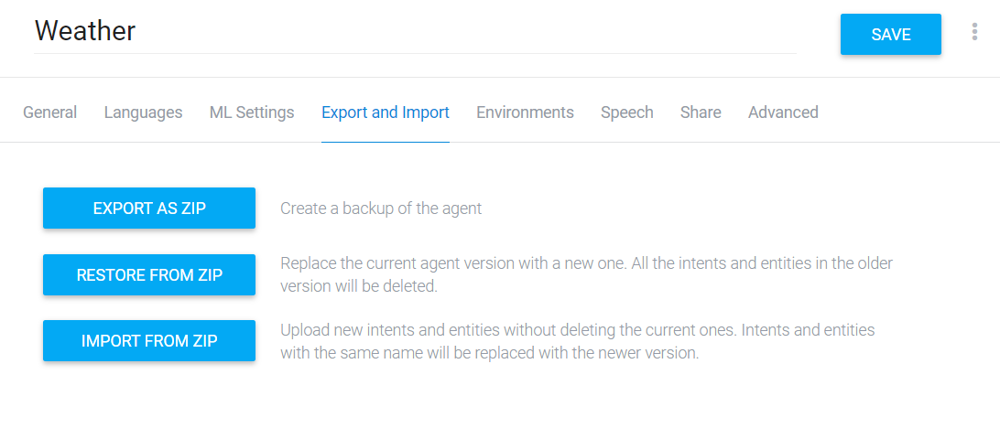 Weather
SAVE
General Languages ML Settings Export and Import Environments Speech Share Advanced
EXPORT AS ZIP
Create a backup of the agent
RESTORE FROM ZIP
Replace the current agent version with a new one. All the intents and entities in the older
version will be deleted.
IMPORT FROM ZIP
Upload new intents and entities without deleting the current ones. Intents and entities
with the same name will be replaced with the newer version.